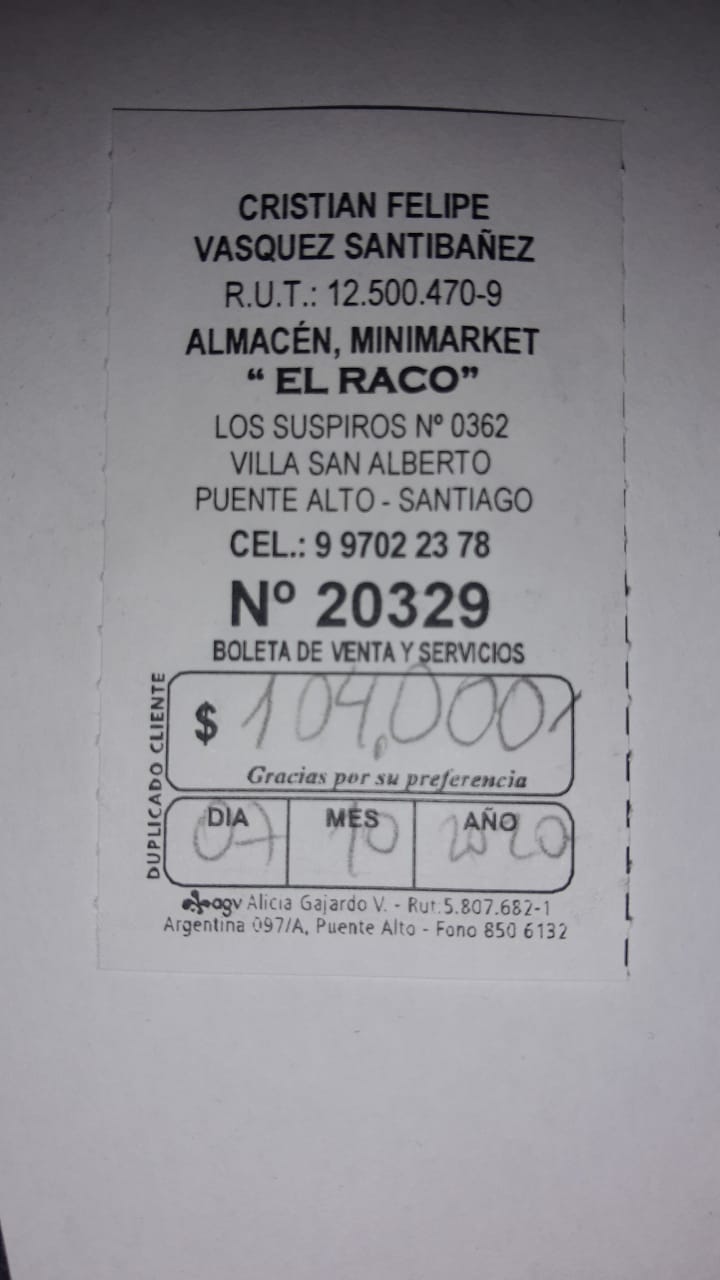 CRISTIAN FELIPE
VASQUEZ SANTIBAÑEZ
R.U.T.: 12.500.470-9
ALMACÉN, MINIMARKET
“ EL RACO”
LOS SUSPIROS Nº 0362
VILLA SAN ALBERTO
PUENTE ALTO - SANTIAGO
CEL.: 9 9702 23 78
Nº 20329
BOLETA DE VENTA Y SERVICIOS
DUPLICADO CLIENTE
$ 104.000
Gracias por su preferencia
DIA MES AÑO
07 10 2020
agv Alicia Gajardo V. - Rut:5.807.682-1
Argentina 097/A, Puente Alto - Fono 850 6132